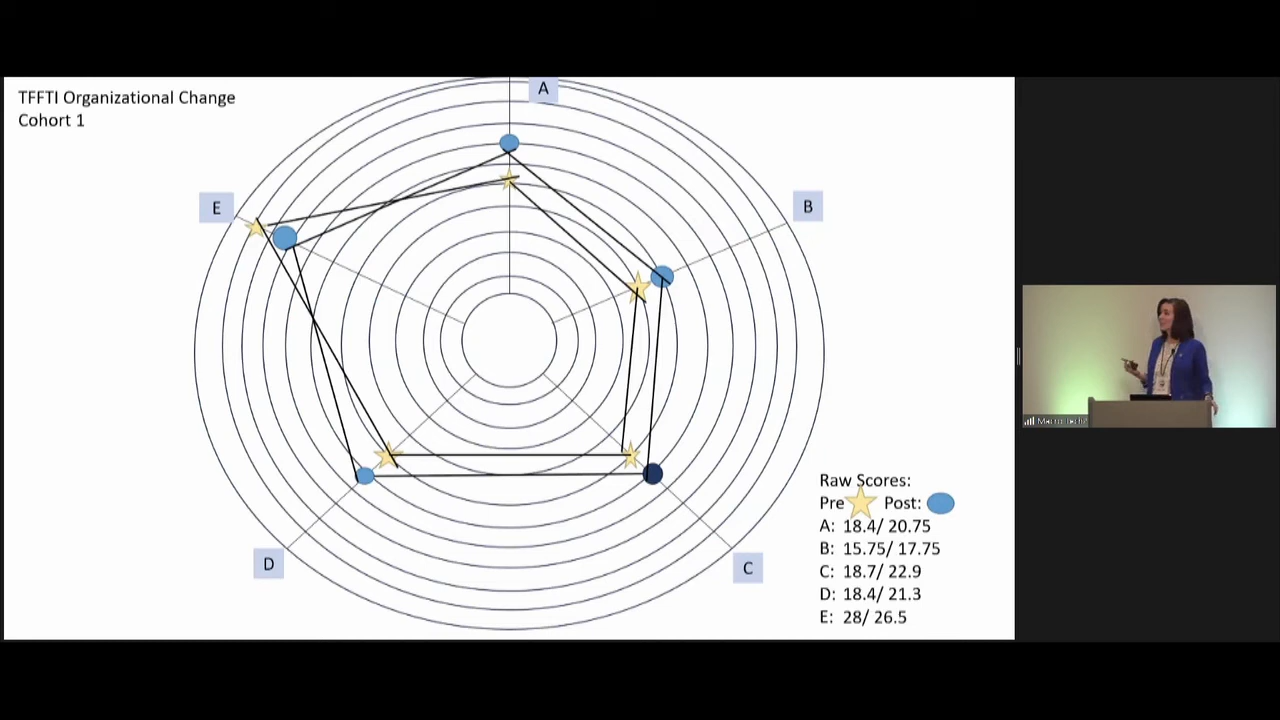 TFFTI Organizational Change
Cohort 1
A
E
B
D
C
Raw Scores:
Pre Post:
A: 18.4/ 20.75
B: 15.75/ 17.75
C: 18.7/ 22.9
D: 18.4/ 21.3
E: 28/ 26.5